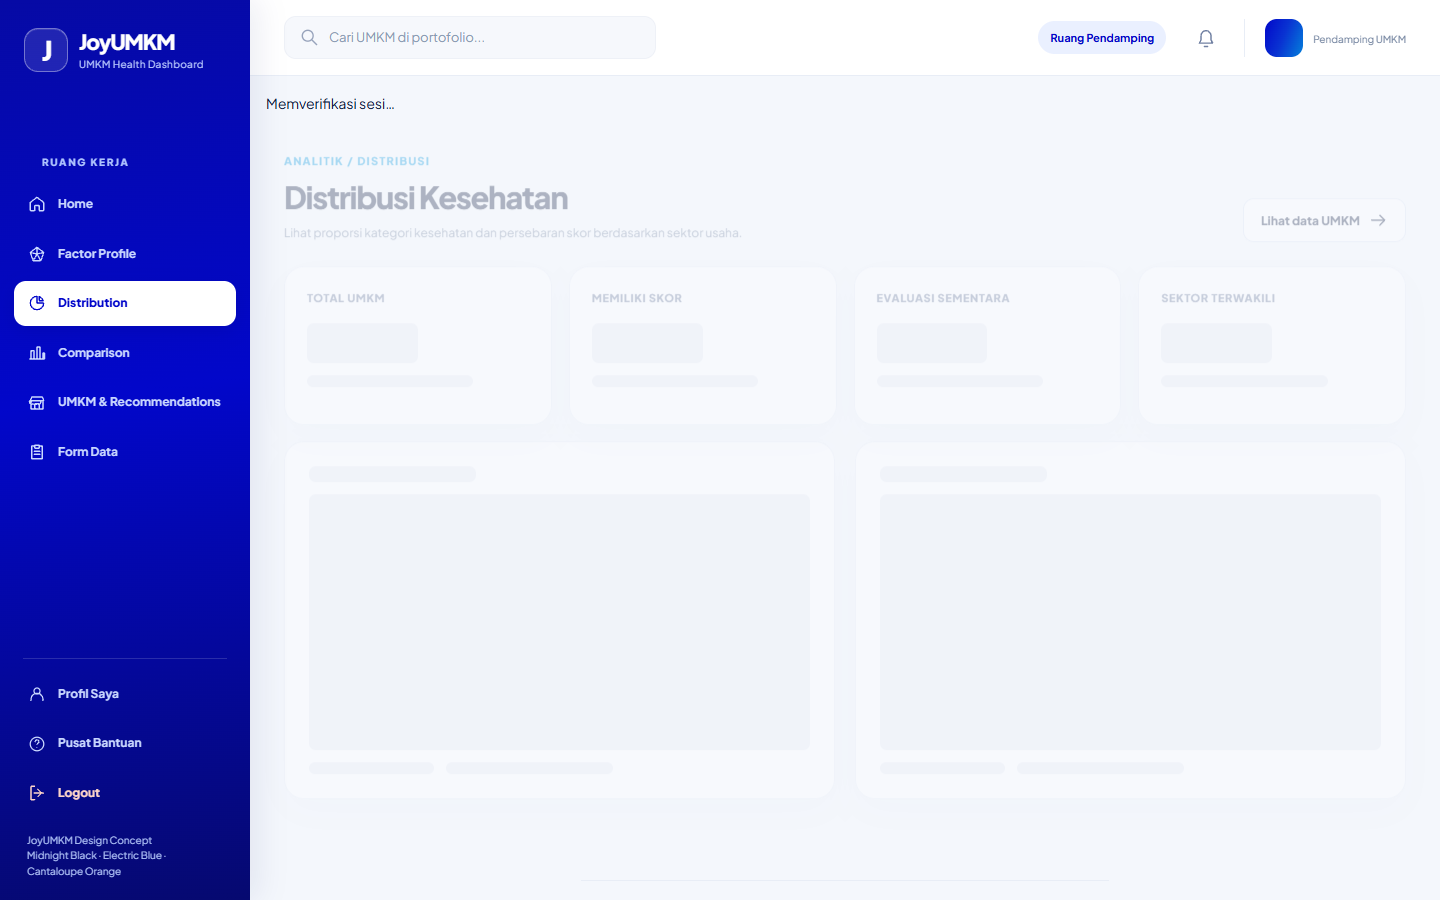 J
JoyUMKM
UMKM Health Dashboard
RUANG KERJA
Home
Factor Profile
Distribution
Comparison
UMKM & Recommendations
Form Data
Profil Saya
Pusat Bantuan
Logout
JoyUMKM Design Concept
Midnight Black · Electric Blue ·
Cantaloupe Orange
Cari UMKM di portofolio...
Ruang Pendamping
Pendamping UMKM
Memverifikasi sesi...
ANALITIK / DISTRIBUSI
Distribusi Kesehatan
Lihat proporsi kategori kesehatan dan persebaran skor berdasarkan sektor usaha.
Lihat data UMKM
TOTAL UMKM
MEMILIKI SKOR
EVALUASI SEMENTARA
SEKTOR TERWAKILI